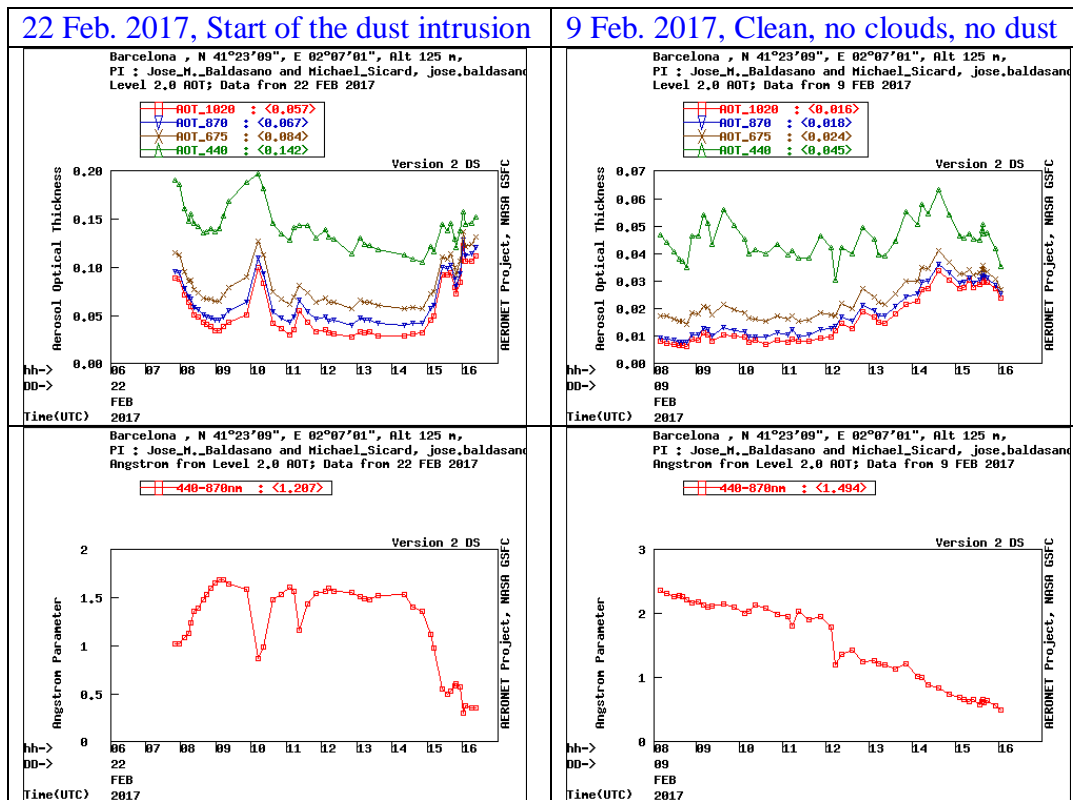 22 Feb. 2017, Start of the dust intrusion
Barcelona , N 41°23'09", E 02°07'01", Alt 125 m,
PI : Jose_M._Baldasano and Michael_Sicard, jose.baldasano
Level 2.0 AOT; Data from 22 FEB 2017
AOT_1020 : <0.057>
AOT_870 : <0.067>
AOT_675 : <0.084>
AOT_440 : <0.142>
Version 2 DS
0.20
0.15
0.10
0.05
0.00
Aerosol Optical Thickness
AERONET Project, NASA GSFC
hh-> 06 07 08 09 10 11 12 13 14 15 16
DD-> 22
FEB
Time(UTC) 2017
9 Feb. 2017, Clean, no clouds, no dust
Barcelona , N 41°23'09", E 02°07'01", Alt 125 m,
PI : Jose_M._Baldasano and Michael_Sicard, jose.baldasano
Level 2.0 AOT; Data from 9 FEB 2017
AOT_1020 : <0.016>
AOT_870 : <0.018>
AOT_675 : <0.024>
AOT_440 : <0.045>
Version 2 DS
0.07
0.06
0.05
0.04
0.03
0.02
0.01
0.00
Aerosol Optical Thickness
AERONET Project, NASA GSFC
hh-> 08 09 10 11 12 13 14 15 16
DD-> 09
FEB
Time(UTC) 2017
Barcelona , N 41°23'09", E 02°07'01", Alt 125 m,
PI : Jose_M._Baldasano and Michael_Sicard, jose.baldasano
Angstrom from Level 2.0 AOT; Data from 22 FEB 2017
440-870nm : <1.207>
Version 2 DS
2
1.5
1
0.5
0
Angstrom Parameter
AERONET Project, NASA GSFC
hh-> 06 07 08 09 10 11 12 13 14 15 16
DD-> 22
FEB
Time(UTC) 2017
Barcelona , N 41°23'09", E 02°07'01", Alt 125 m,
PI : Jose_M._Baldasano and Michael_Sicard, jose.baldasano
Angstrom from Level 2.0 AOT; Data from 9 FEB 2017
440-870nm : <1.494>
Version 2 DS
3
2
1
0
Angstrom Parameter
AERONET Project, NASA GSFC
hh-> 08 09 10 11 12 13 14 15 16
DD-> 09
FEB
Time(UTC) 2017